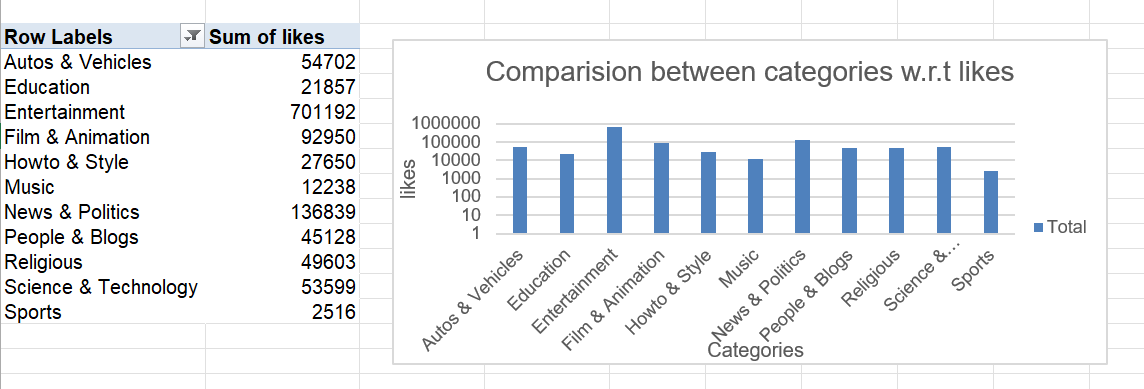 Row Labels Sum of likes
Autos & Vehicles 54702
Education 21857
Entertainment 701192
Film & Animation 92950
Howto & Style 27650
Music 12238
News & Politics 136839
People & Blogs 45128
Religious 49603
Science & Technology 53599
Sports 2516
Comparision between categories w.r.t likes
likes
1000000
100000
10000
1000
100
10
1
Autos & Vehicles
Education
Entertainment
Film & Animation
Howto & Style
Music
News & Politics
People & Blogs
Religious
Science &...
Sports
Categories
Total